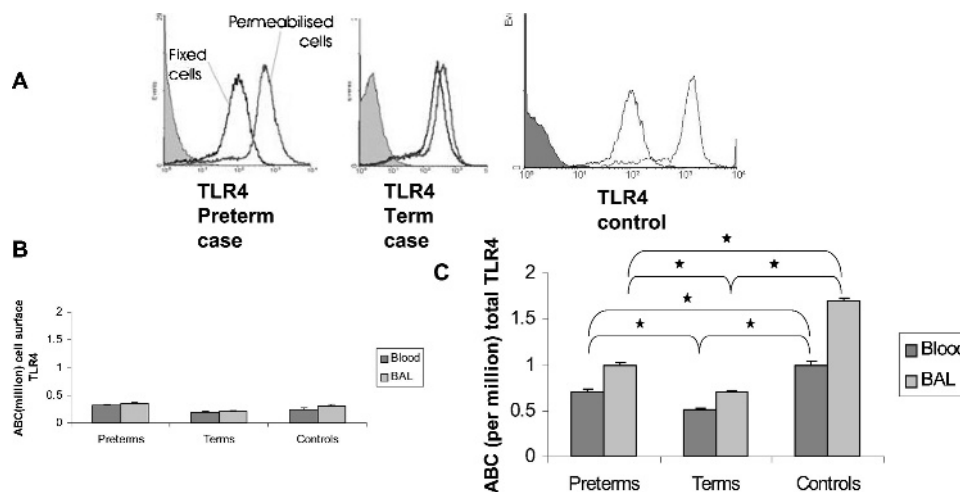 A
Fixed
cells
Permeabilised
cells
TLR4
Preterm
case
TLR4
Term
case
TLR4
control
B
ABC(million) cell surface
TLR4
2
1.5
1
0.5
0
Preterms
Terms
Controls
Blood
BAL
C
ABC (per million) total TLR4
2
1.5
1
0.5
0
Preterms
Terms
Controls
Blood
BAL